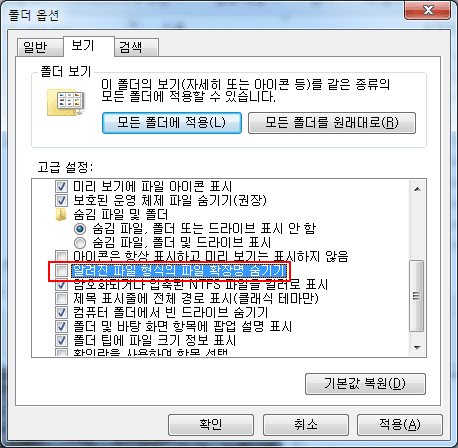 폴더 옵션
일반
보기
검색
폴더 보기
이 폴더의 보기(자세히 또는 아이콘 등)를 같은 종류의
모든 폴더에 적용할 수 있습니다.
모든 폴더에 적용(L)
모든 폴더를 원래대로(R)
고급 설정:
미리 보기에 파일 아이콘 표시
보호된 운영 체제 파일 숨기기(권장)
숨김 파일 및 폴더
숨김 파일, 폴더 또는 드라이브 표시 안 함
숨김 파일, 폴더 및 드라이브 표시
아이콘은 항상 표시하고 미리 보기는 표시하지 않음
알려진 파일 형식의 파일 확장명 숨기기
암호화되거나 압축된 NTFS 파일을 컬러로 표시
제목 표시줄에 전체 경로 표시(클래식 테마만)
컴퓨터 폴더에서 빈 드라이브 숨기기
폴더 및 바탕 화면 항목에 팝업 설명 표시
폴더 팁에 파일 크기 정보 표시
확인란을 사용하여 항목 선택
기본값 복원(D)
확인
취소
적용(A)